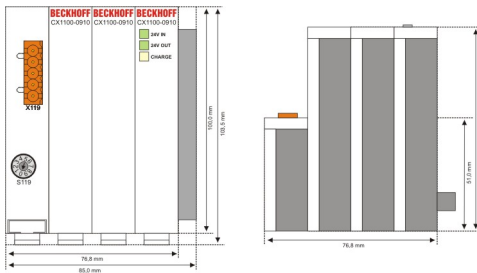 BECKHOFF BECKHOFF BECKHOFF
CX1100-0910 CX1100-0910 CX1100-0910
24V IN
24V OUT
CHARGE
X119
S119
100,0 mm
103,5 mm
76,8 mm
85,0 mm
51,0 mm
76,8 mm